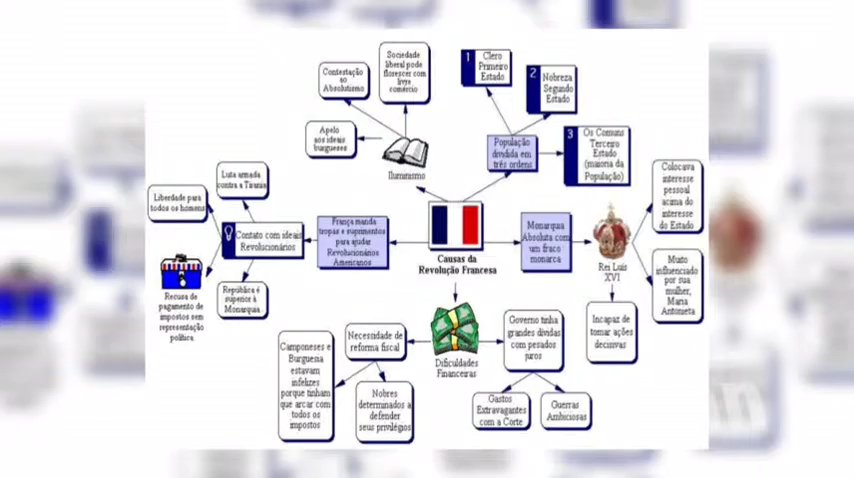 Sociedade
liberal pode
florescer com
livre
comércio
Contestação
ao
Absolutismo
Apelo
aos ideais
burgueses
Iluminismo
1
Clero
Primeiro
Estado
2
Nobreza
Segundo
Estado
3
Os Comuns
Terceiro
Estado
(maioria da
População)
População
dividida em
três ordens
Luta armada
contra a Tirania
Liberdade para
todos os homens
Contato com ideais
Revolucionários
Recusa de
pagamento de
impostos sem
representação
política
República é
superior à
Monarquia
França manda
tropas e suprimentos
para ajudar
Revolucionários
Americanos
Causas da
Revolução Francesa
Monarquia
Absoluta com
um fraco
monarca
Rei Luis
XVI
Colocava
interesse
pessoal
acima do
interesse
do Estado
Muito
influenciado
por sua
mulher,
Maria
Antonieta
Incapaz de
tomar ações
decisivas
Dificuldades
Financeiras
Necessidade de
reforma fiscal
Camponeses e
Burguesia
estavam
infelizes
porque tinham
que arcar com
todos os
impostos
Nobres
determinados a
defender
seus privilégios
Governo tinha
grandes dívidas
com pesados
juros
Gastos
Extravagantes
com a Corte
Guerras
Ambiciosas